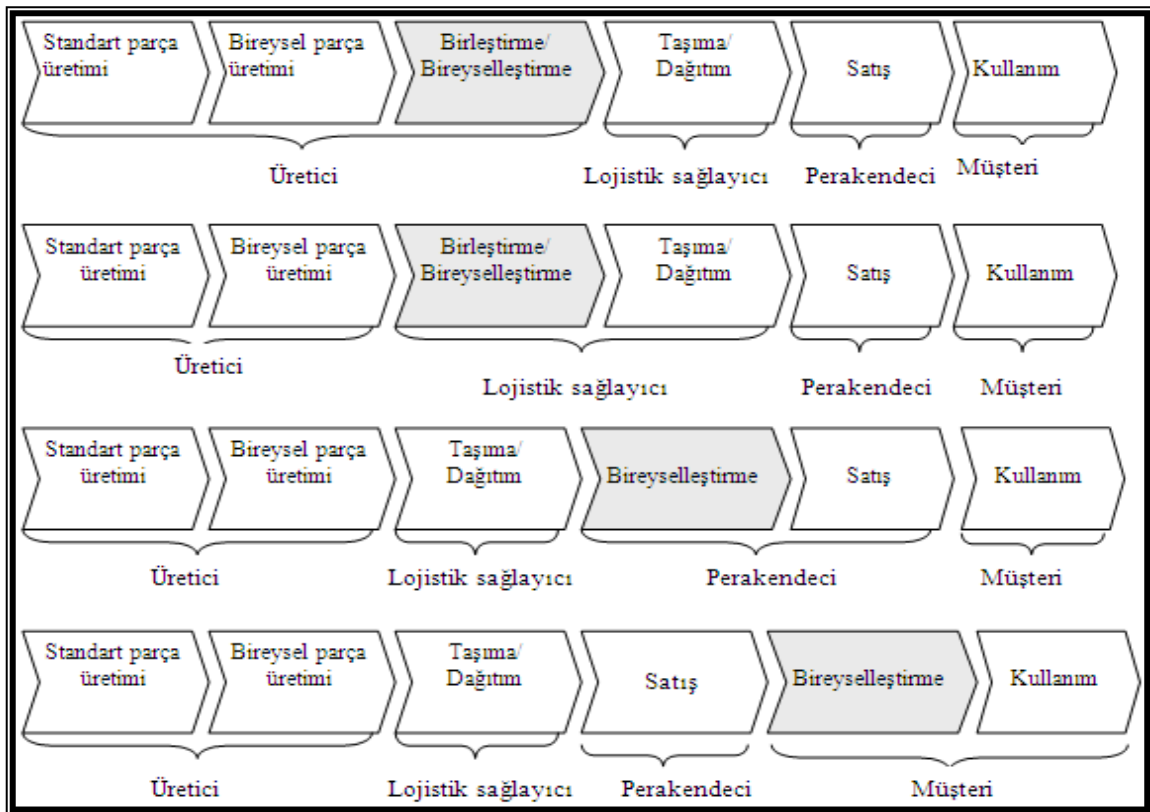 Standart parça üretimi
Bireysel parça üretimi
Birleştirme/ Bireyselleştirme
Taşıma/ Dağıtım
Satış
Kullanım
Üretici
Lojistik sağlayıcı
Perakendeci
Müşteri
Standart parça üretimi
Bireysel parça üretimi
Birleştirme/ Bireyselleştirme
Taşıma/ Dağıtım
Satış
Kullanım
Üretici
Lojistik sağlayıcı
Perakendeci
Müşteri
Standart parça üretimi
Bireysel parça üretimi
Taşıma/ Dağıtım
Bireyselleştirme
Satış
Kullanım
Üretici
Lojistik sağlayıcı
Perakendeci
Müşteri
Standart parça üretimi
Bireysel parça üretimi
Taşıma/ Dağıtım
Satış
Bireyselleştirme
Kullanım
Üretici
Lojistik sağlayıcı
Perakendeci
Müşteri